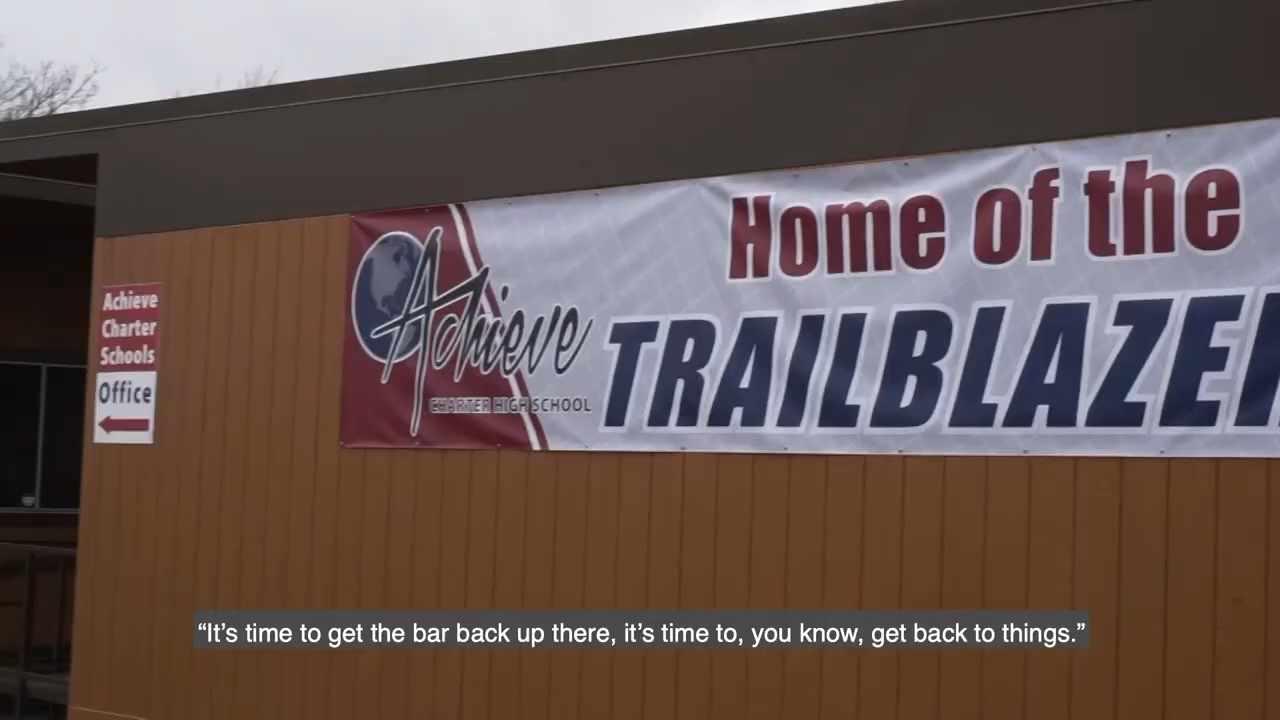 Achieve
Charter
Schools
Office
Achieve
CHARTER HIGH SCHOOL
Home of the
TRAILBLAZE
“It’s time to get the bar back up there, it’s time to, you know, get back to things.”